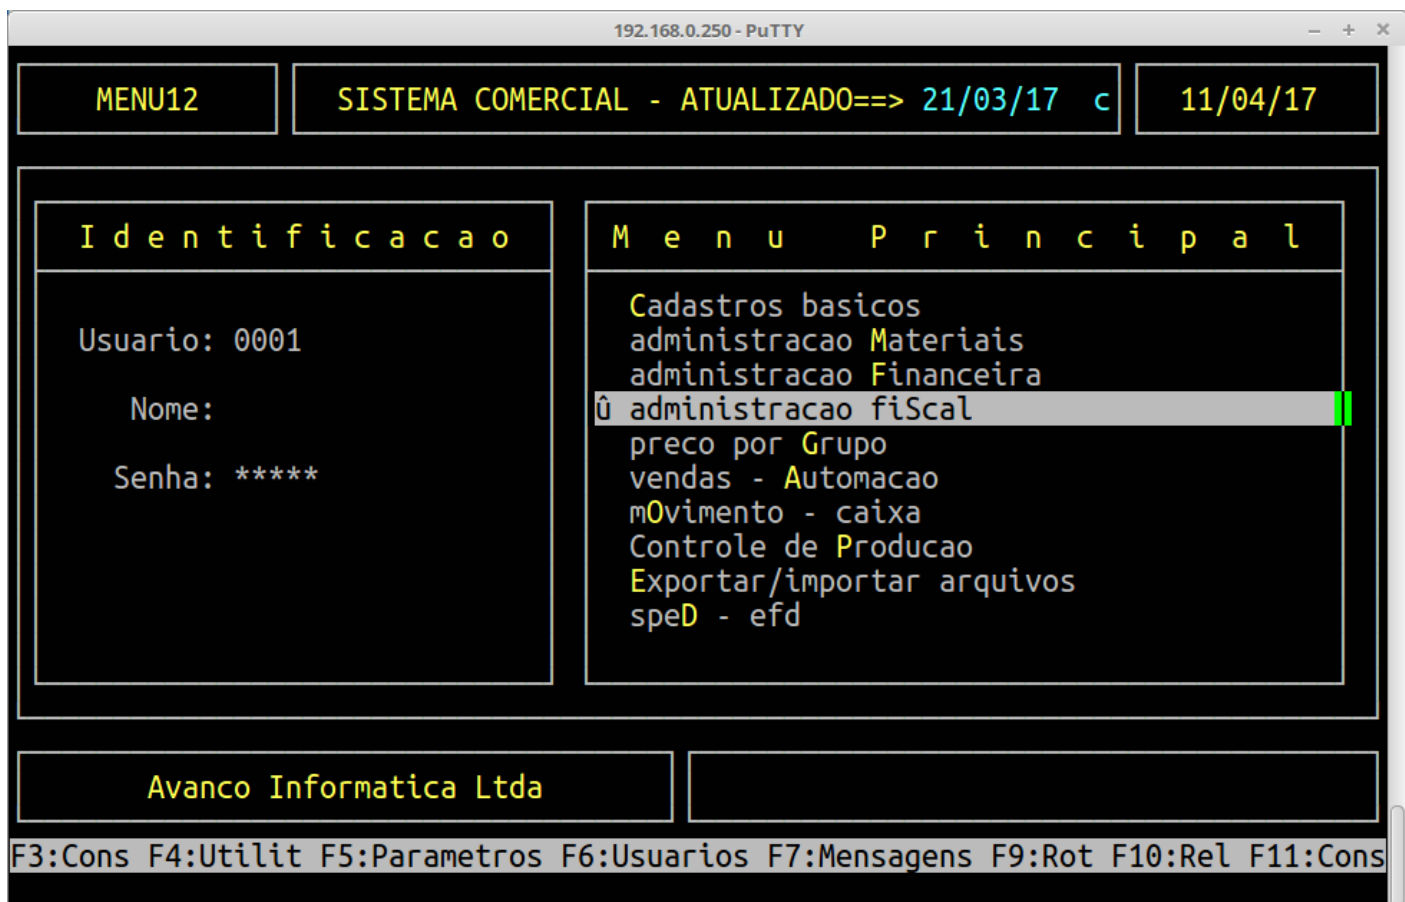 192.168.0.250 - PuTTY
MENU12
SISTEMA COMERCIAL - ATUALIZADO==> 21/03/17 c
11/04/17
I d e n t i f i c a c a o
Usuario: 0001
Nome:
Senha: *****
M e n u P r i n c i p a l
Cadastros basicos
administracao Materiais
administracao Financeira
û administracao fiScal
preco por Grupo
vendas - Automacao
mOvimento - caixa
Controle de Producao
Exportar/importar arquivos
speD - efd
Avanco Informatica Ltda
F3:Cons F4:Utilit F5:Parametros F6:Usuarios F7:Mensagens F9:Rot F10:Rel F11:Cons